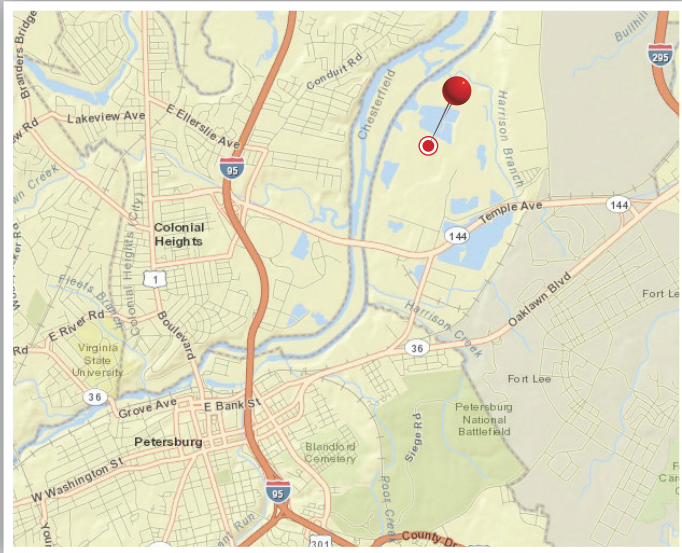 Branders Bridge
Conduit Rd
Bullhill
295
Lakeview Ave
E Ellerslie Ave
Chesterfield
Harrison Branch
95
144
Temple Ave
144
Colonial
Heights
Colonial Heights (City)
1
Fleets Branch
Harrison Creek
Oaklawn Blvd
Fort Le
E River Rd
Boulevard
Rd
Virginia
State
University
36
Fort Lee
36
Grove Ave
E Bank St
Petersburg
National
Battlefield
Petersburg
Siege Rd
Blandford
Cemetery
W Washington St
Poor Creek
95
301
County Dr